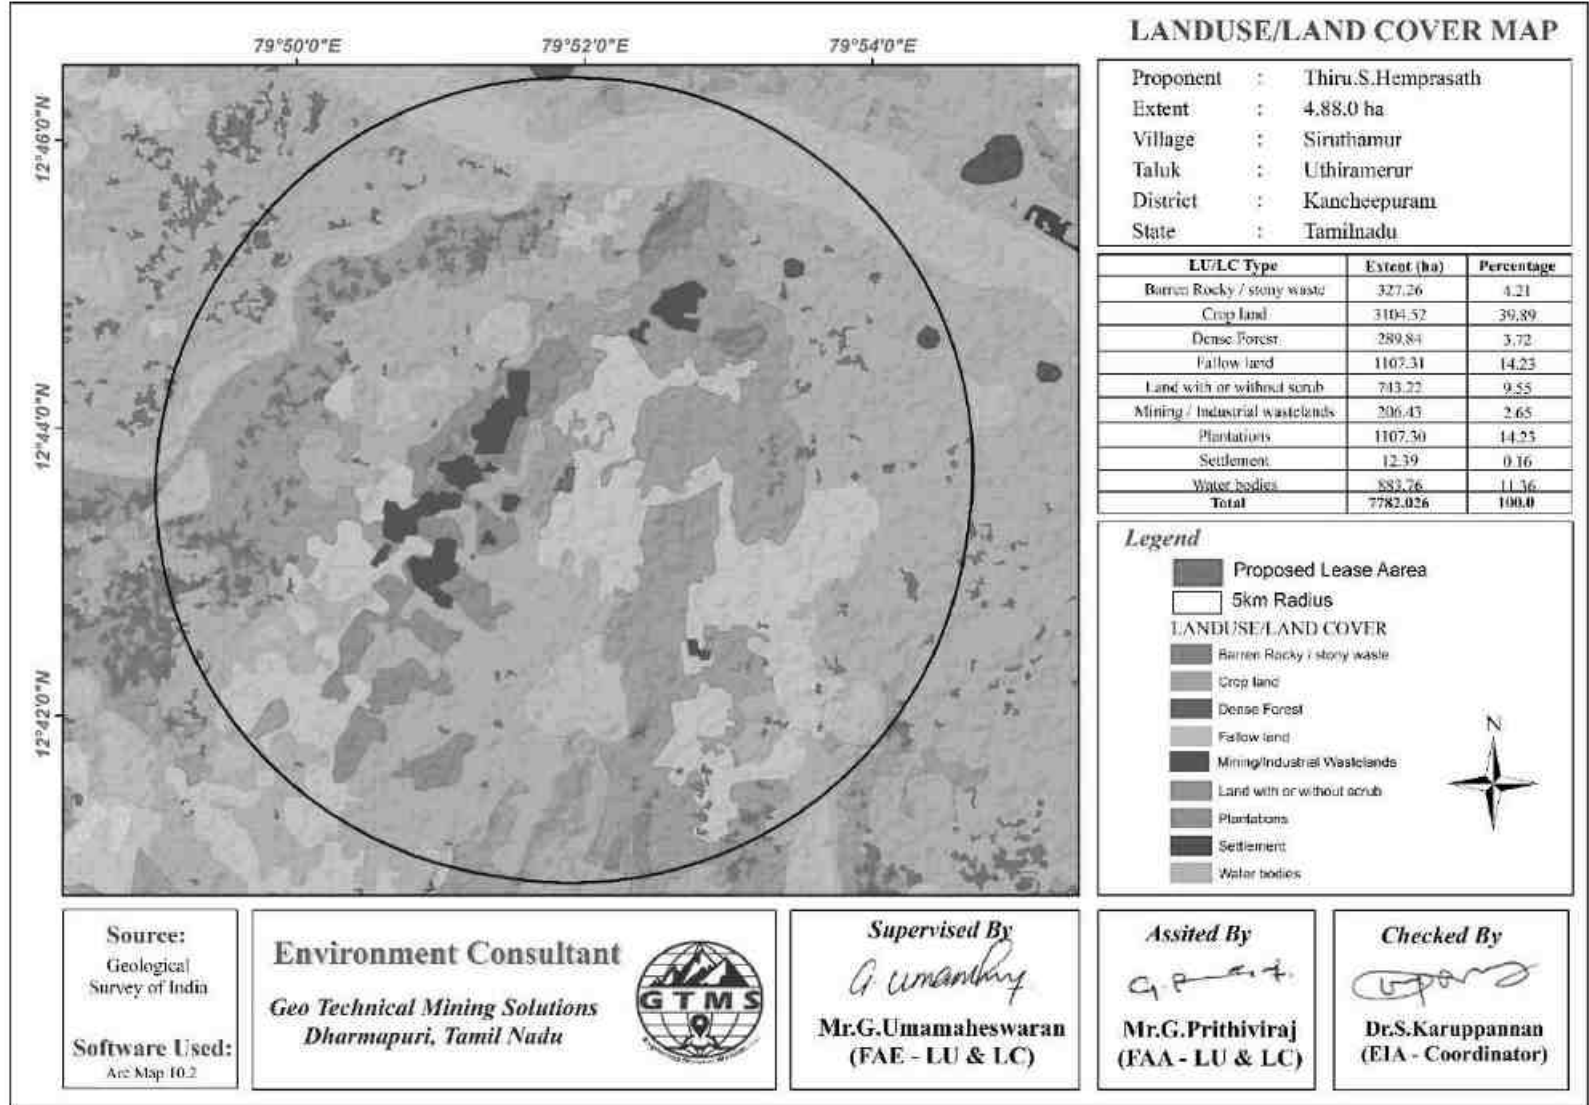 LANDUSE/LAND COVER MAP
79°50'0"E 79°52'0"E 79°54'0"E
12°46'0"N
12°44'0"N
12°42'0"N
Proponent : Thiru.S.Hemprasath
Extent : 4.88.0 ha
Village : Siruthamur
Taluk : Uthiramerur
District : Kancheepuram
State : Tamilnadu
LU/LC Type Extent (ha) Percentage
Barren Rocky / stony waste 327.26 4.21
Crop land 3104.52 39.89
Dense Forest 289.84 3.72
Fallow land 1107.31 14.23
Land with or without scrub 743.22 9.55
Mining / Industrial wastelands 206.43 2.65
Plantations 1107.30 14.23
Settlement 12.39 0.16
Water bodies 883.76 11.36
Total 7782.026 100.0
Legend
Proposed Lease Aarea
5km Radius
LANDUSE/LAND COVER
Barren Rocky / stony waste
Crop land
Dense Forest
Fallow land
Mining/Industrial Wastelands
Land with or without scrub
Plantations
Settlement
Water bodies
N
Source:
Geological
Survey of India
Software Used:
Arc Map 10.2
Environment Consultant
Geo Technical Mining Solutions
Dharmapuri, Tamil Nadu
GTMS
Supervised By
Mr.G.Umamaheswaran
(FAE - LU & LC)
Assited By
Mr.G.Prithiviraj
(FAA - LU & LC)
Checked By
Dr.S.Karuppannan
(EIA - Coordinator)